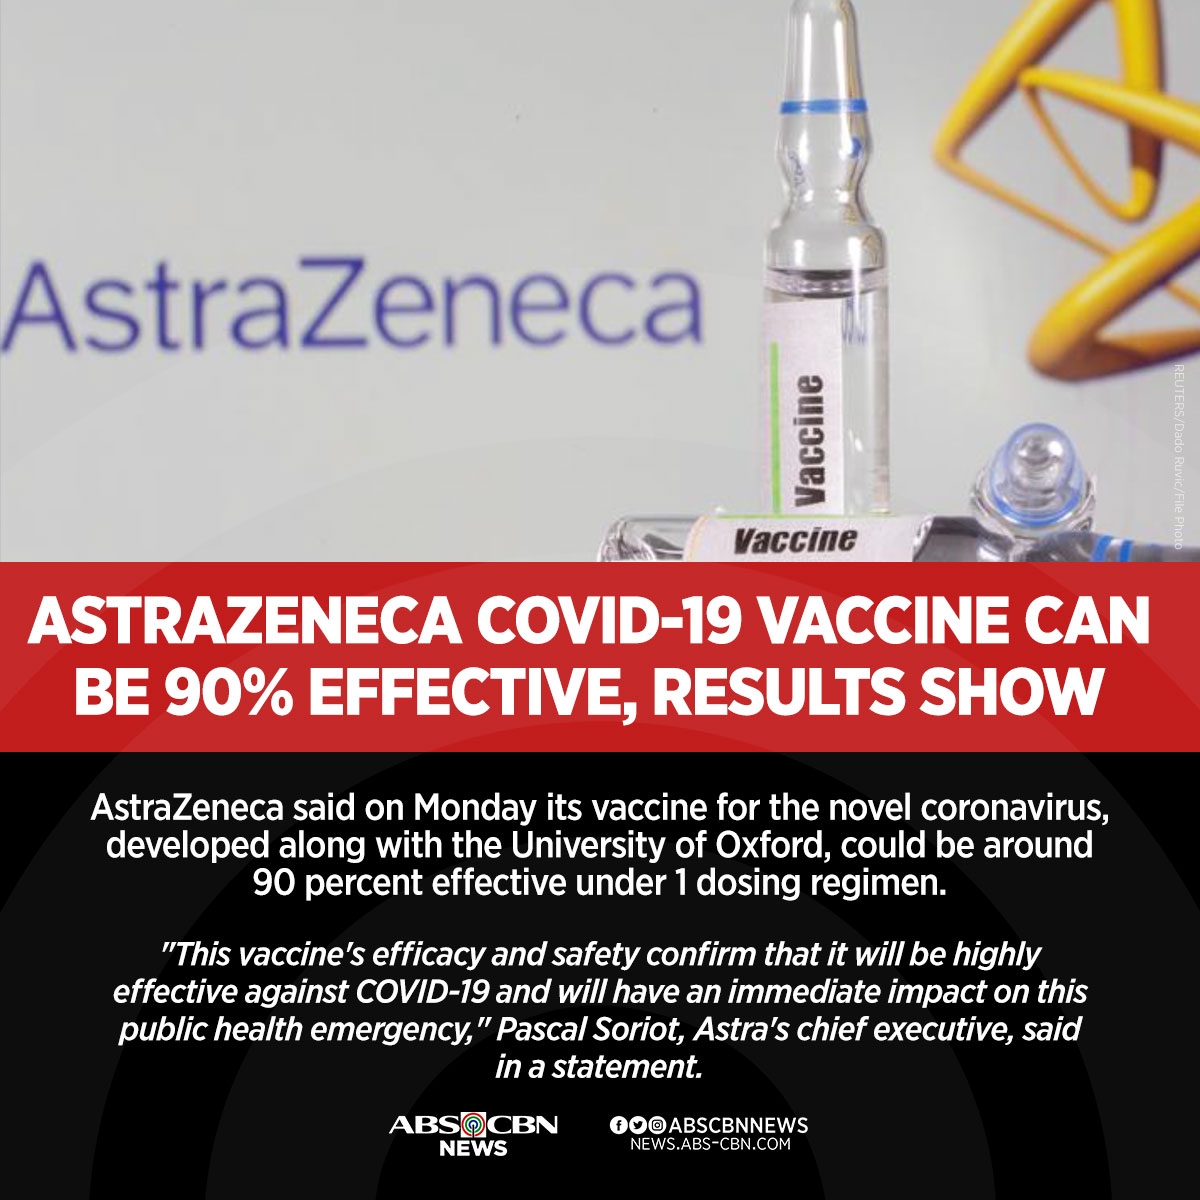 AstraZeneca
Vaccine
Vaccine
REUTERS/Dado Ruvic/File Photo
ASTRAZENECA COVID-19 VACCINE CAN
BE 90% EFFECTIVE, RESULTS SHOW
AstraZeneca said on Monday its vaccine for the novel coronavirus,
developed along with the University of Oxford, could be around
90 percent effective under 1 dosing regimen.
"This vaccine's efficacy and safety confirm that it will be highly
effective against COVID-19 and will have an immediate impact on this
public health emergency," Pascal Soriot, Astra's chief executive, said
in a statement.
ABS CBN
NEWS
ABSCBNNEWS
NEWS.ABS-CBN.COM